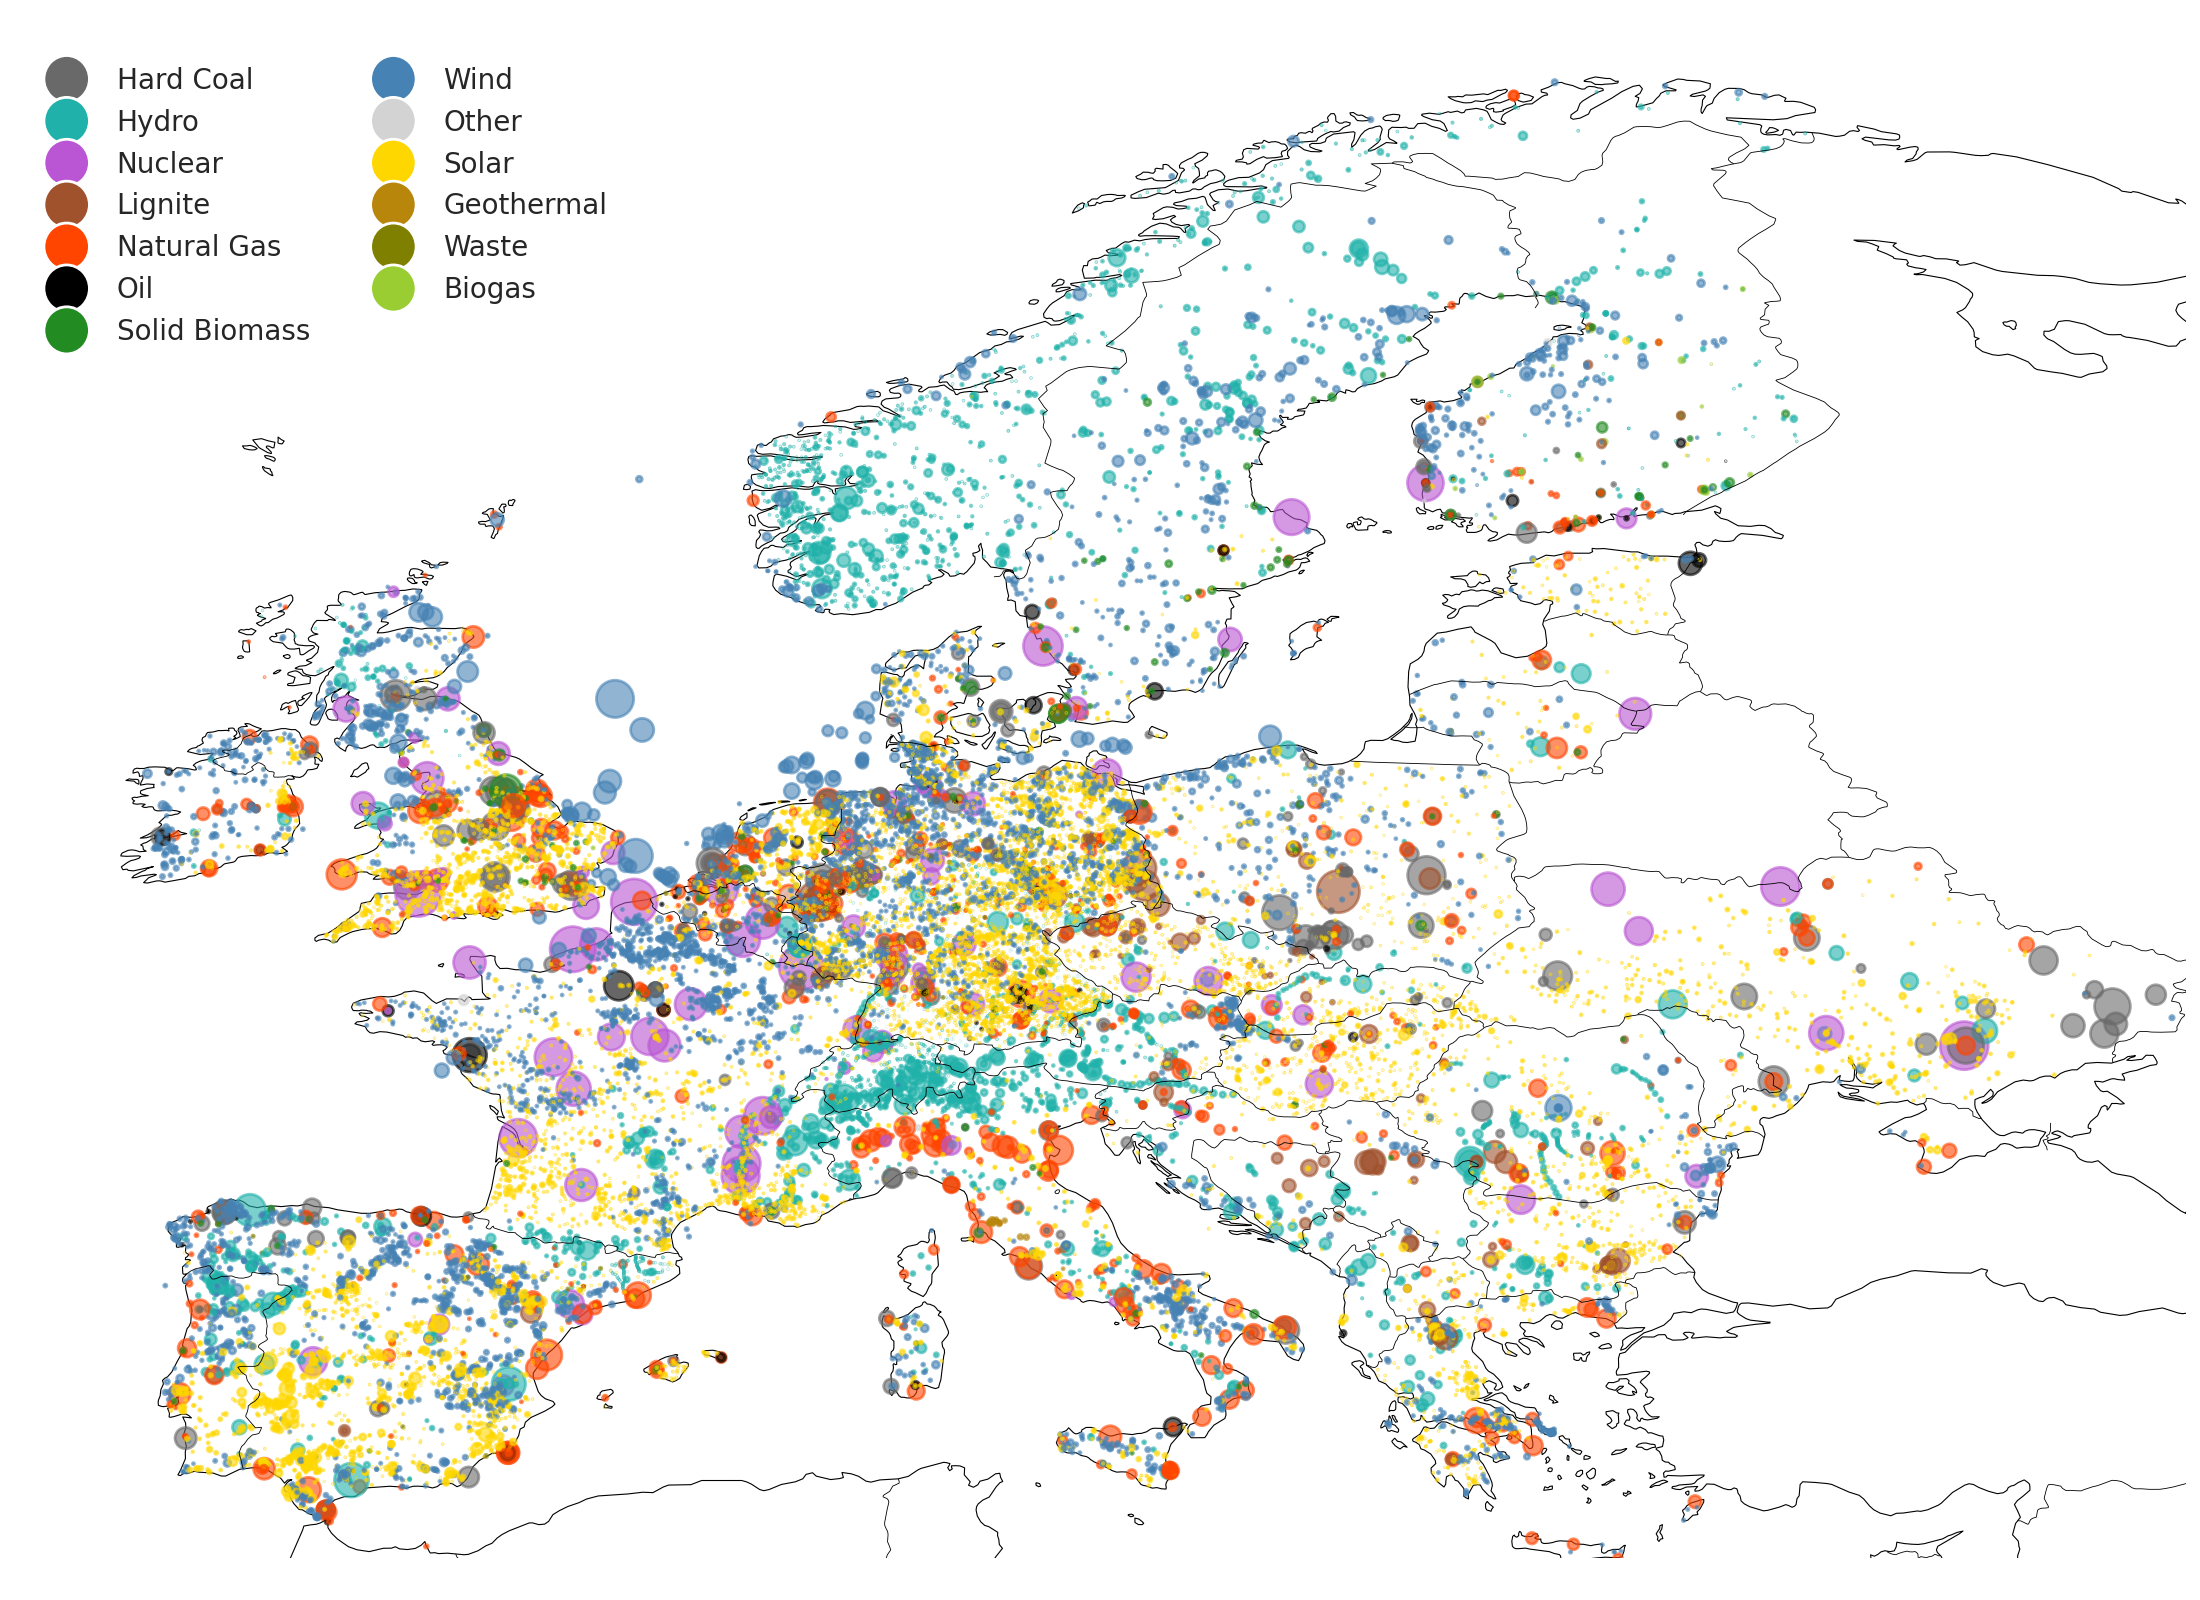 Hard Coal
Hydro
Nuclear
Lignite
Natural Gas
Oil
Solid Biomass
Wind
Other
Solar
Geothermal
Waste
Biogas